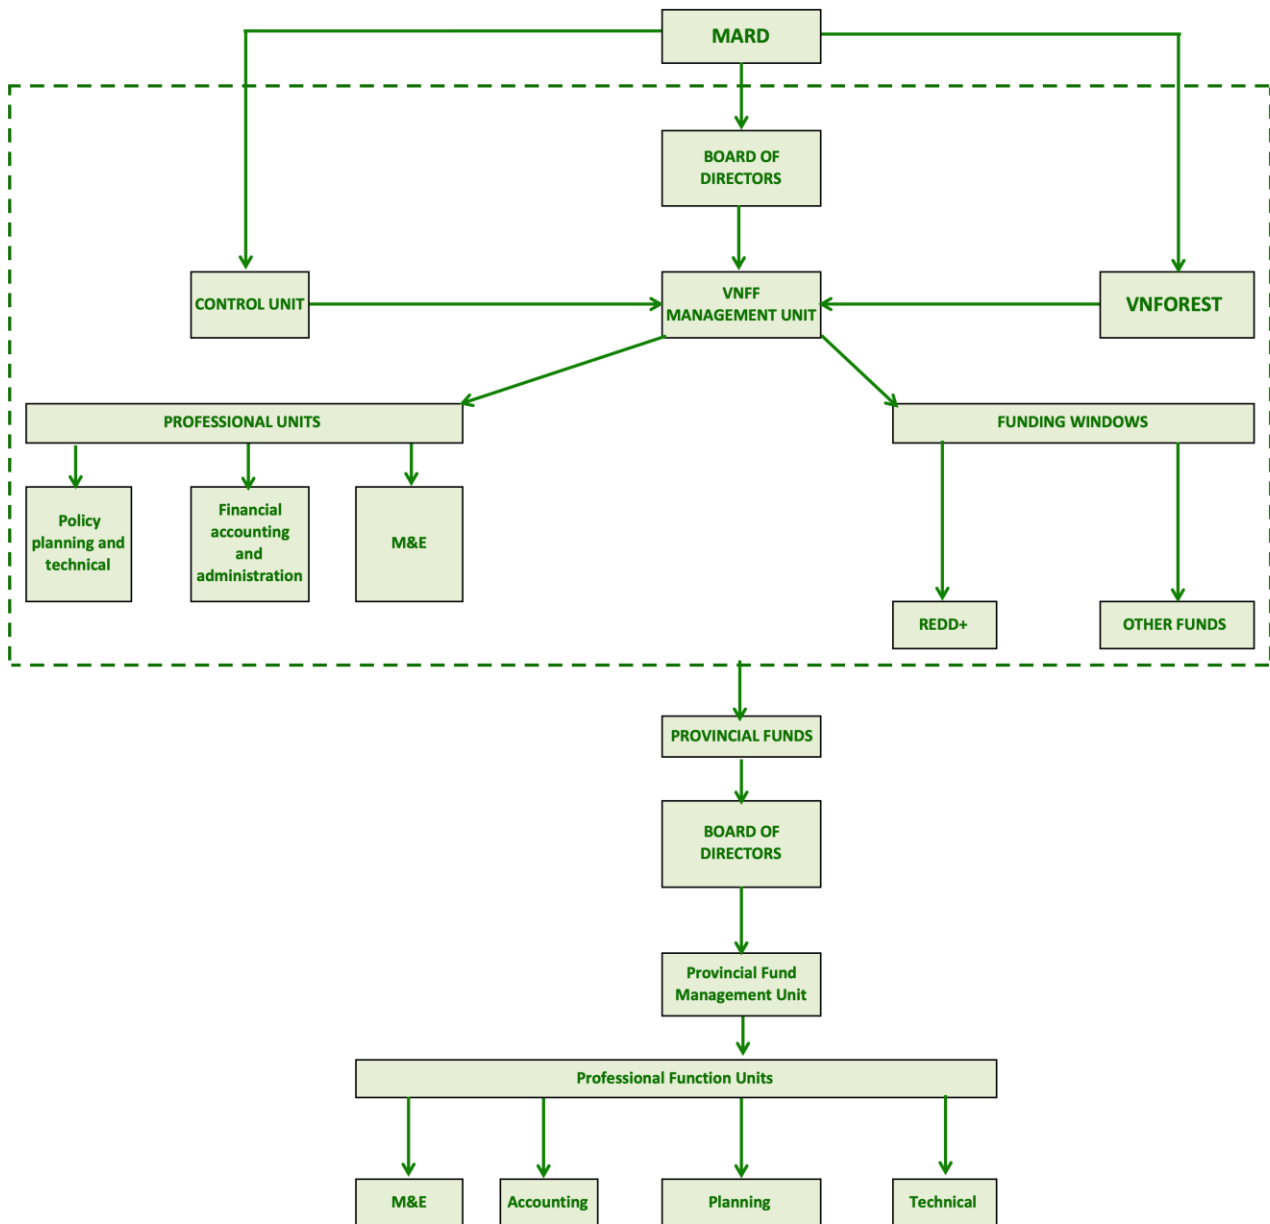 MARD
BOARD OF
DIRECTORS
CONTROL UNIT
VNFF
MANAGEMENT UNIT
VNFOREST
PROFESSIONAL UNITS
FUNDING WINDOWS
Policy
planning and
technical
Financial
accounting
and
administration
M&E
REDD+
OTHER FUNDS
PROVINCIAL FUNDS
BOARD OF
DIRECTORS
Provincial Fund
Management Unit
Professional Function Units
M&E
Accounting
Planning
Technical